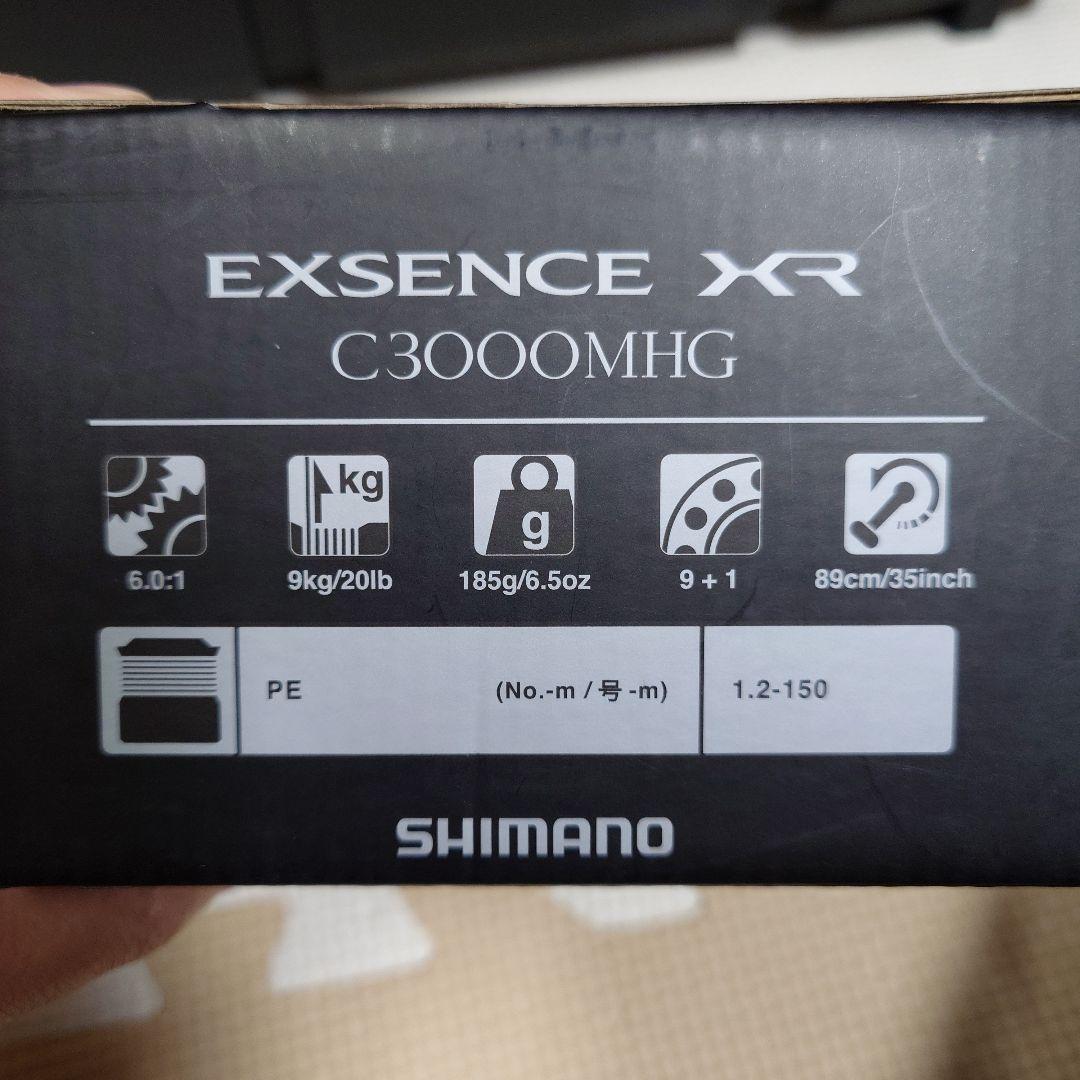 EXSENCE XR
C3000MHG
kg
g
6.0:1 9kg/20lb 185g/6.5oz 9+1 89cm/35inch
PE (No.-m / 号 -m) 1.2-150
SHIMANO